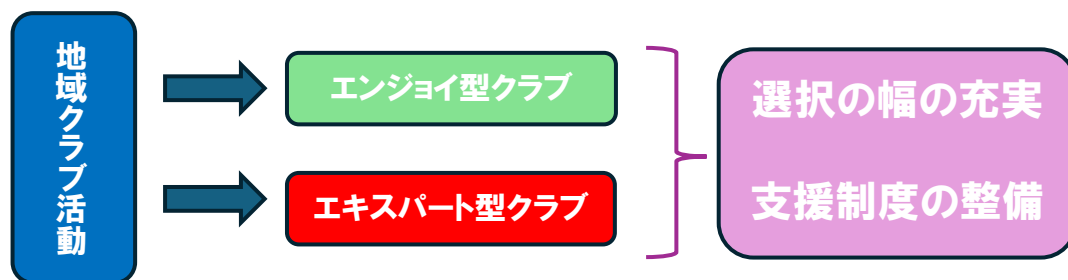 地域クラブ活動
エンジョイ型クラブ
エキスパート型クラブ
選択の幅の充実
支援制度の整備